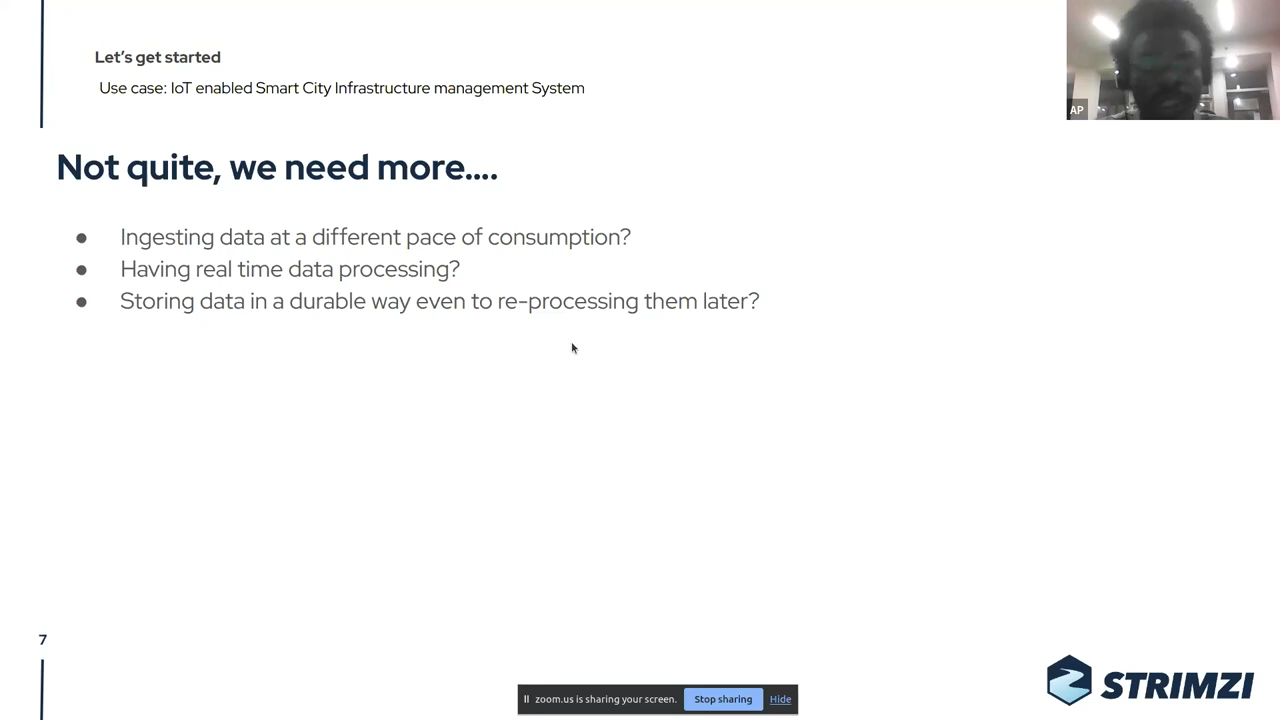 Let's get started
Use case: IoT enabled Smart City Infrastructure management System
AP
Not quite, we need more....
● Ingesting data at a different pace of consumption?
● Having real time data processing?
● Storing data in a durable way even to re-processing them later?
7
zoom.us is sharing your screen. Stop sharing Hide
STRIMZI